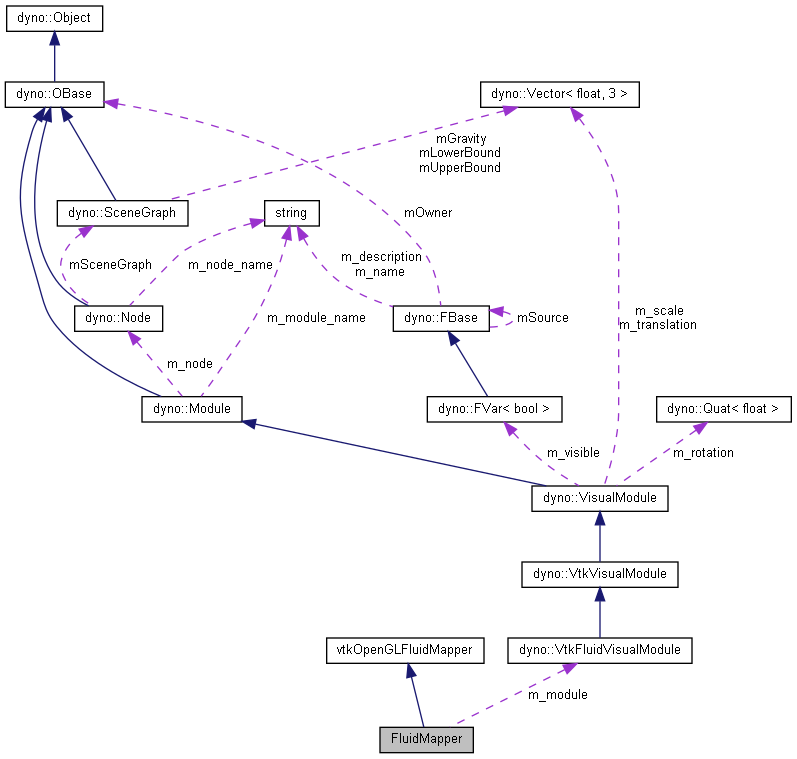 dyno::Object
dyno::OBase
dyno::Vector< float, 3 >
mGravity
mLowerBound
mUpperBound
dyno::SceneGraph
string
mOwner
mSceneGraph
m_node_name
m_description
m_name
dyno::Node
m_module_name
dyno::FBase
mSource
m_scale
m_translation
m_node
dyno::Module
dyno::FVar< bool >
dyno::Quat< float >
m_visible
m_rotation
dyno::VisualModule
dyno::VtkVisualModule
vtkOpenGLFluidMapper
dyno::VtkFluidVisualModule
m_module
FluidMapper